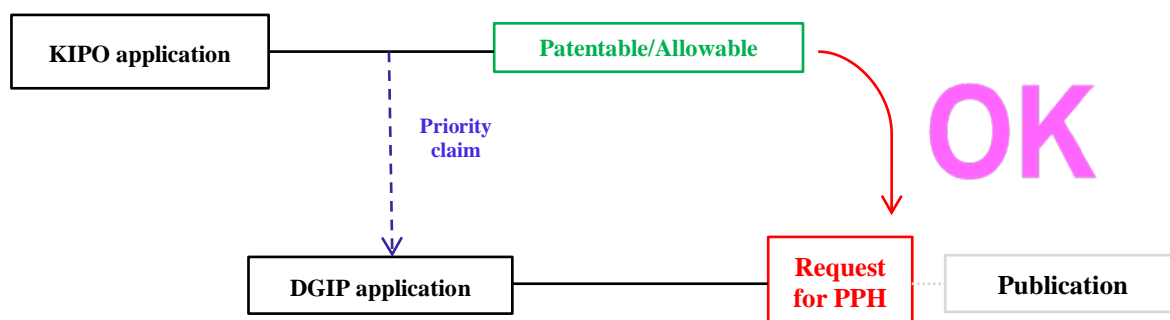 KIPO application
Patentable/Allowable
OK
Priority
claim
DGIP application
Request
for PPH
Publication